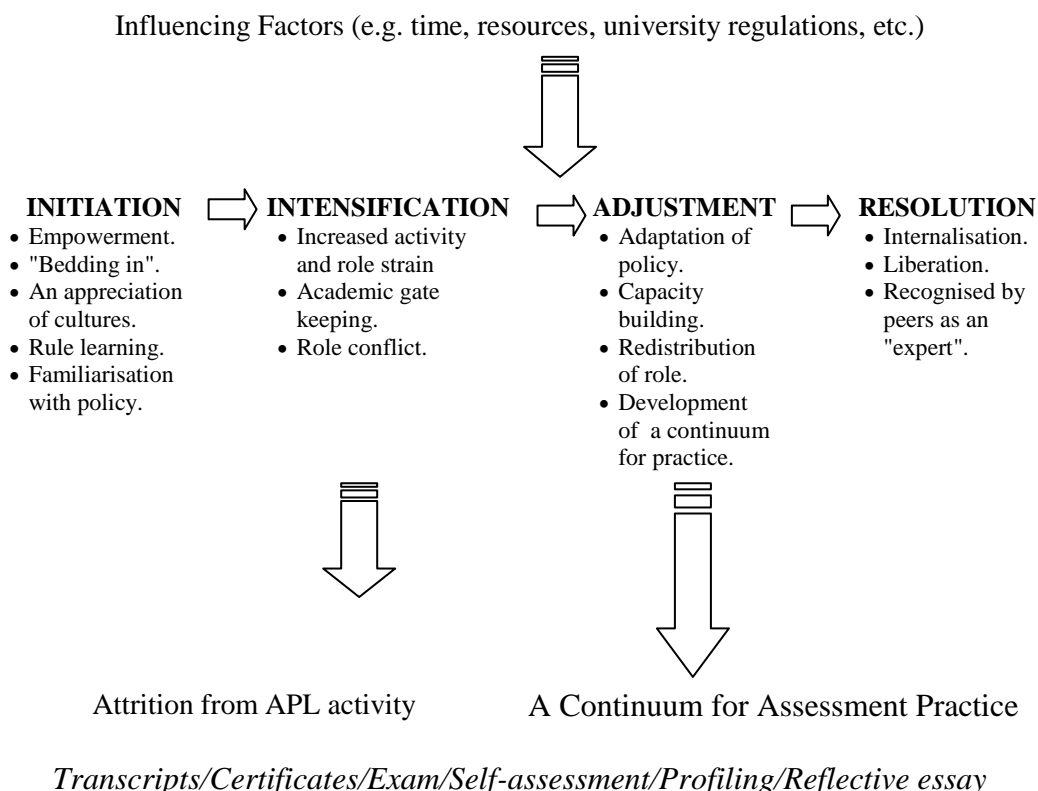 Influencing Factors (e.g. time, resources, university regulations, etc.)
INITIATION
• Empowerment.
• "Bedding in".
• An appreciation
of cultures.
• Rule learning.
• Familiarisation
with policy.
INTENSIFICATION
• Increased activity
and role strain
• Academic gate
keeping.
• Role conflict.
ADJUSTMENT
• Adaptation of
policy.
• Capacity
building.
• Redistribution
of role.
• Development
of a continuum
for practice.
RESOLUTION
• Internalisation.
• Liberation.
• Recognised by
peers as an
"expert".
Attrition from APL activity
A Continuum for Assessment Practice
Transcripts/Certificates/Exam/Self-assessment/Profiling/Reflective essay